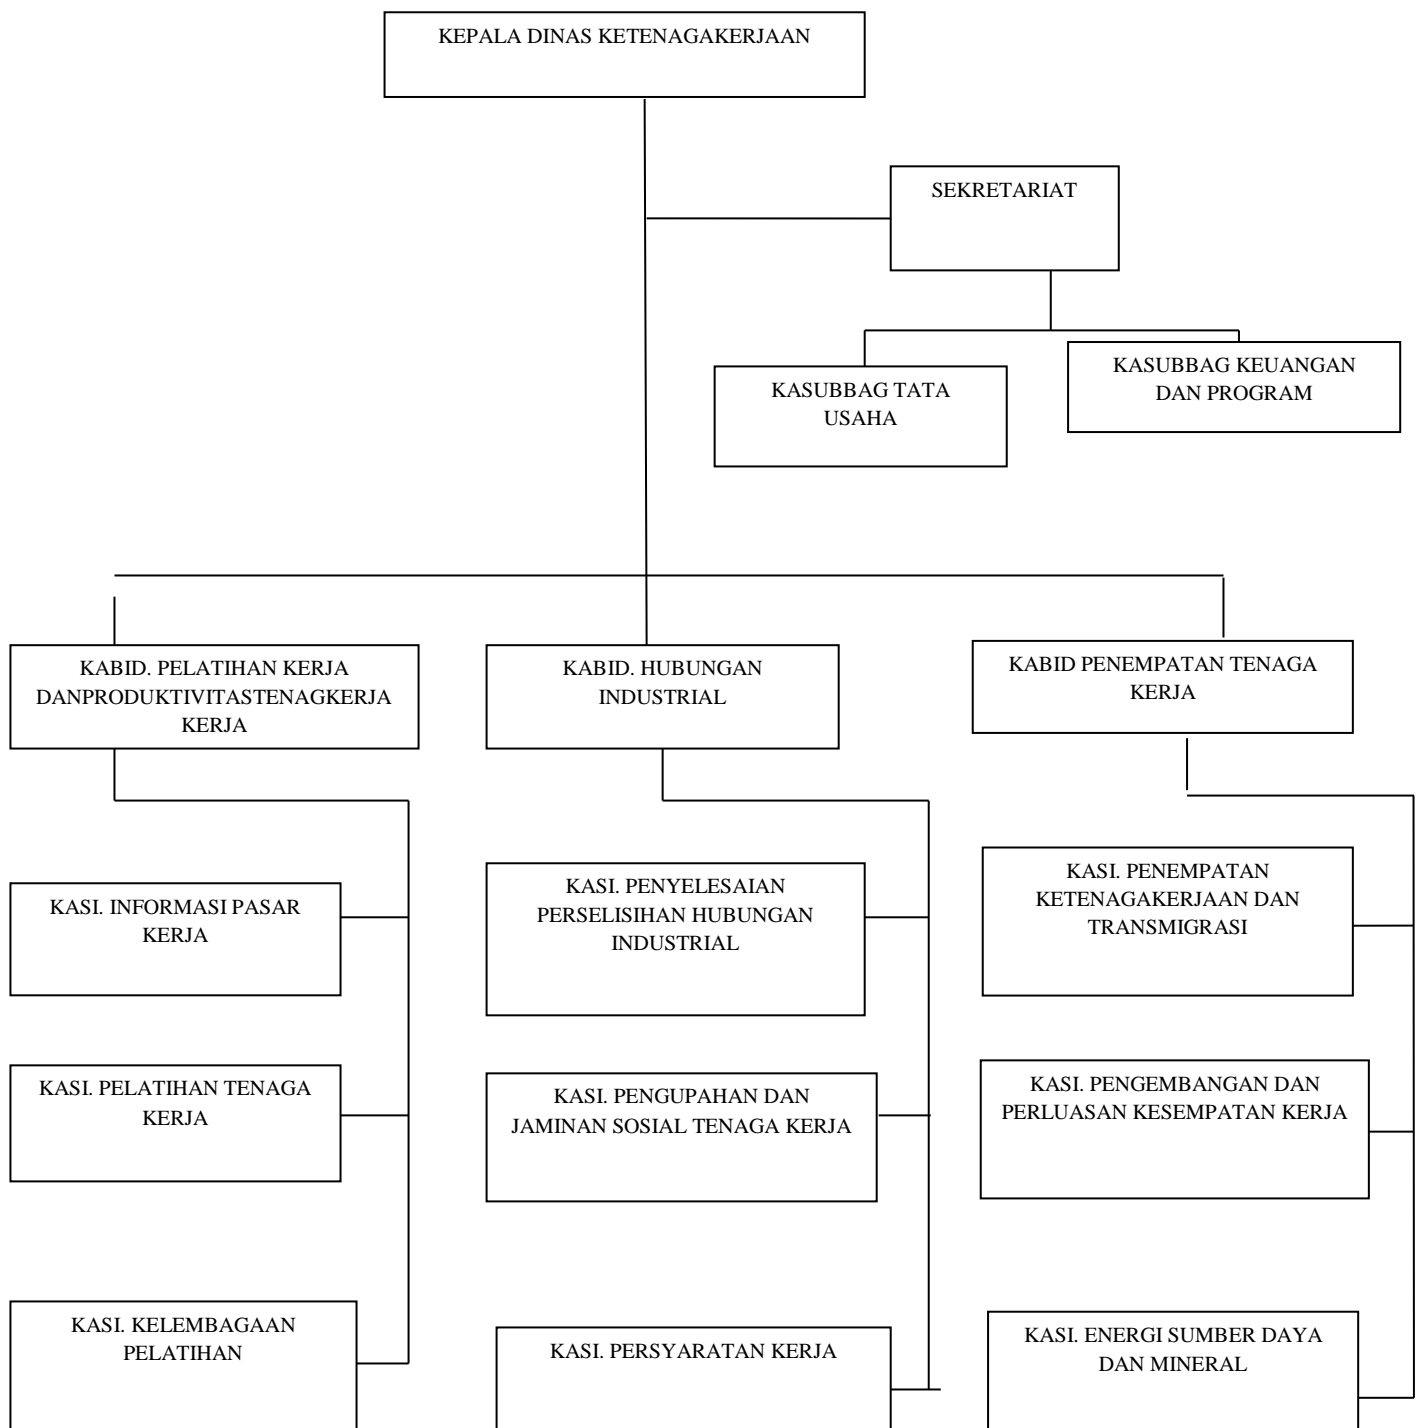 KEPALA DINAS KETENAGAKERJAAN
SEKRETARIAT
KASUBBAG TATA
USAHA
KASUBBAG KEUANGAN
DAN PROGRAM
KABID. PELATIHAN KERJA
DANPRODUKTIVITASTENAGKERJA
KERJA
KABID. HUBUNGAN
INDUSTRIAL
KABID PENEMPATAN TENAGA
KERJA
KASI. INFORMASI PASAR
KERJA
KASI. PENYELESAIAN
PERSELISIHAN HUBUNGAN
INDUSTRIAL
KASI. PENEMPATAN
KETENAGAKERJAAN DAN
TRANSMIGRASI
KASI. PELATIHAN TENAGA
KERJA
KASI. PENGUPAHAN DAN
JAMINAN SOSIAL TENAGA KERJA
KASI. PENGEMBANGAN DAN
PERLUASAN KESEMPATAN KERJA
KASI. KELEMBAGAAN
PELATIHAN
KASI. PERSYARATAN KERJA
KASI. ENERGI SUMBER DAYA
DAN MINERAL